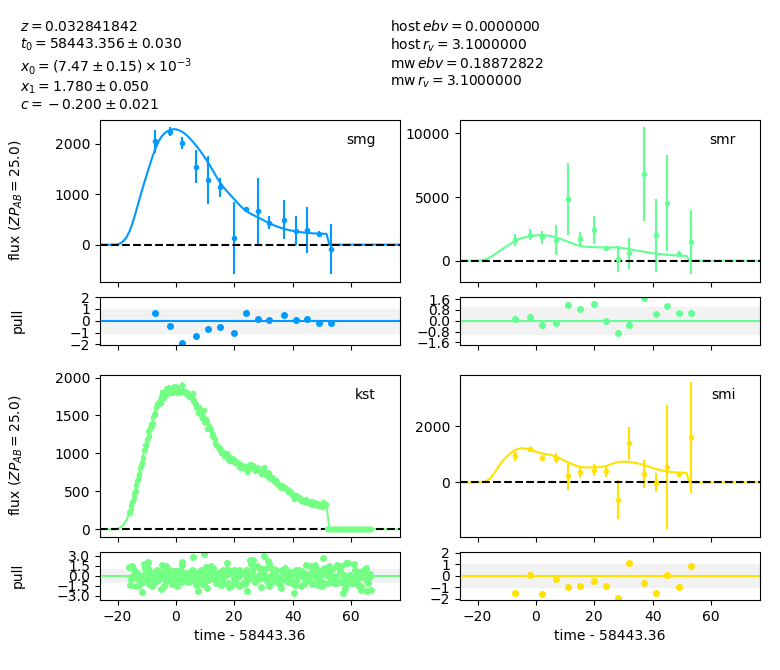 z = 0.032841842
t₀ = 58443.356 ± 0.030
x₀ = (7.47 ± 0.15) × 10⁻³
x₁ = 1.780 ± 0.050
c = −0.200 ± 0.021
host ebv = 0.0000000
host r_v = 3.1000000
mw ebv = 0.18872822
mw r_v = 3.1000000
flux (ZP_AB = 25.0)
2000
1000
0
smg
10000
5000
0
smr
pull
2
1
0
−1
−2
1.6
0.8
0.0
−0.8
−1.6
flux (ZP_AB = 25.0)
2000
1500
1000
500
0
kst
2000
0
smi
pull
3.0
1.5
0.0
−1.5
−3.0
2
1
0
−1
−2
−20 0 20 40 60
−20 0 20 40 60
time - 58443.36
time - 58443.36